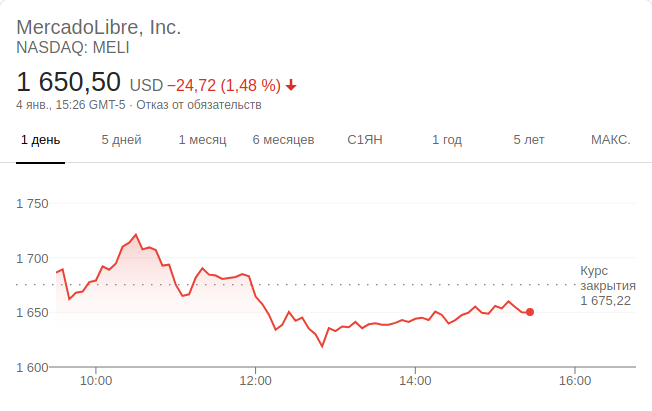 MercadoLibre, Inc.
NASDAQ: MELI
1 650,50 USD −24,72 (1,48 %)
4 янв., 15:26 GMT-5 · Отказ от обязательств
1 день 5 дней 1 месяц 6 месяцев С1ЯН 1 год 5 лет МАКС.
1 750
1 700
Курс
закрытия
1 675,22
1 650
1 600
10:00 12:00 14:00 16:00